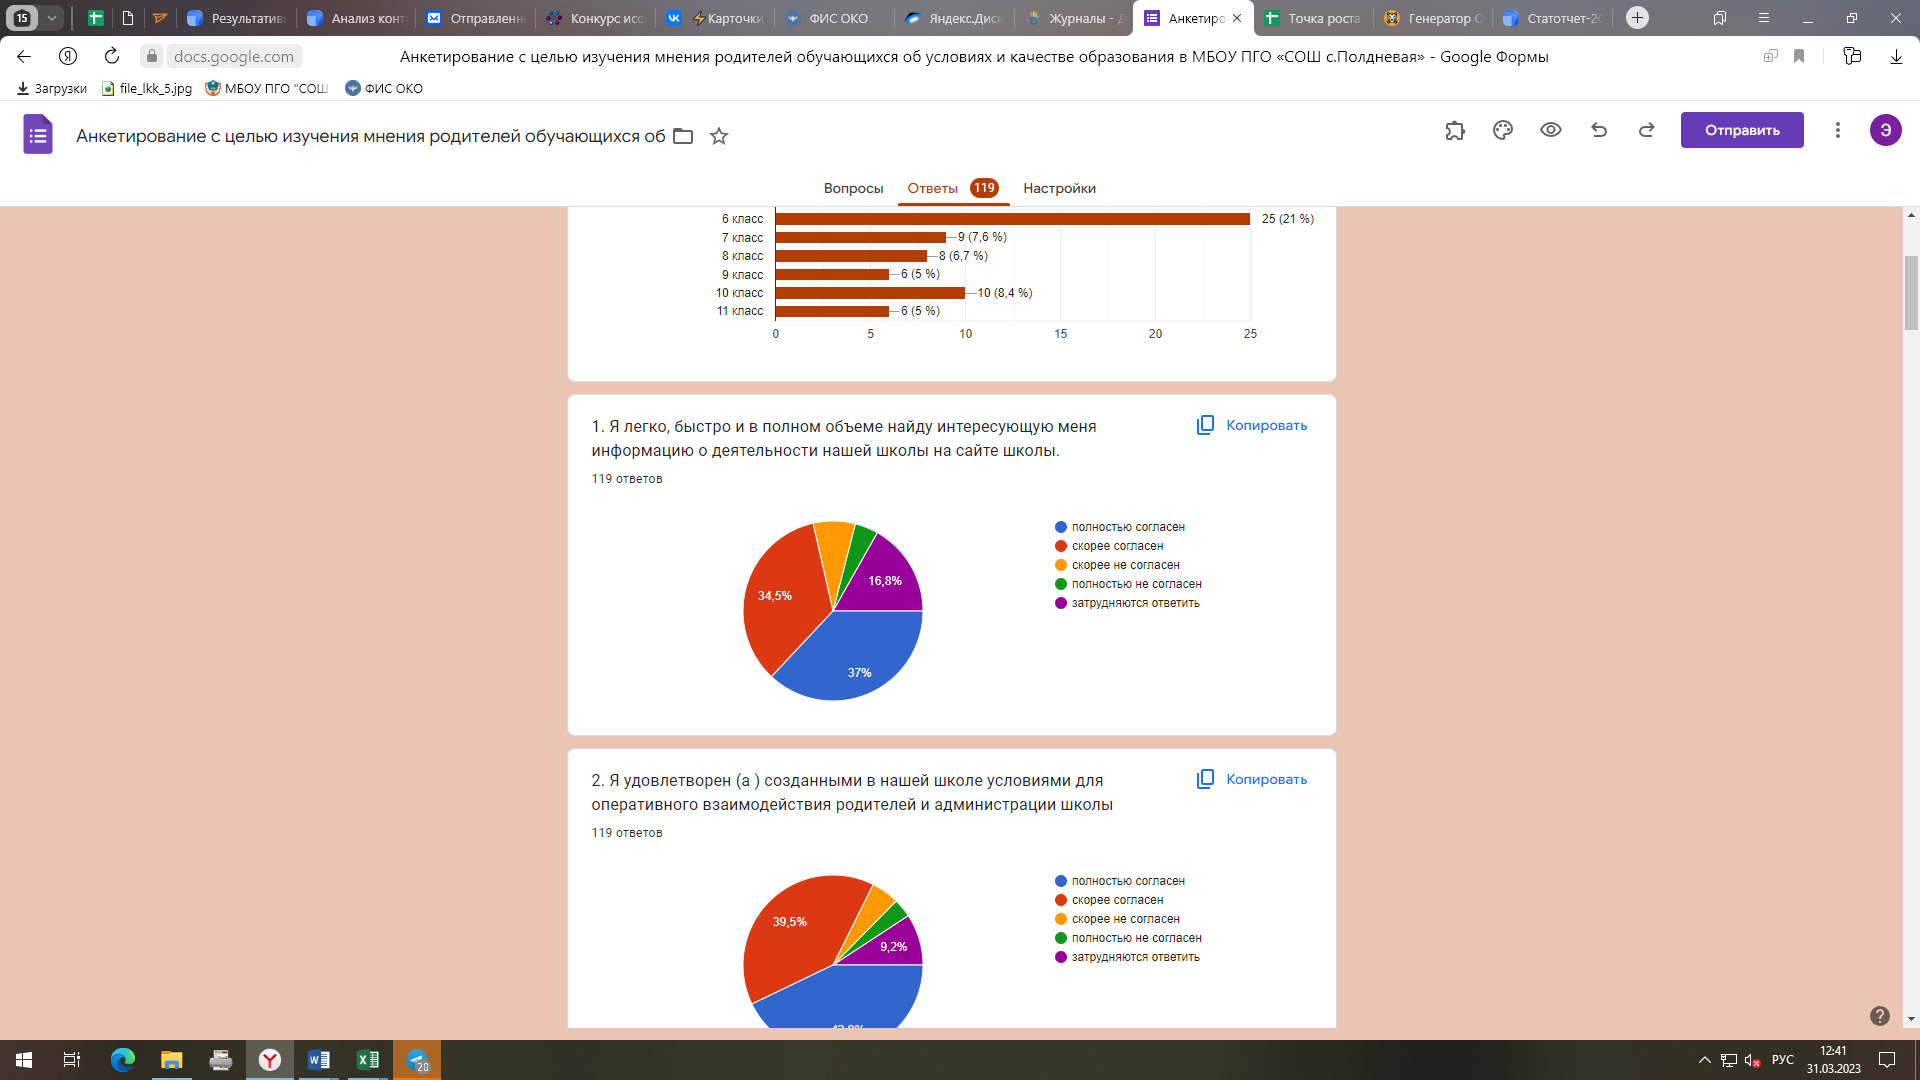 15
Результатив
Анализ конт
Отправленн
Конкурс исс
Карточки
ФИС ОКО
Яндекс.Диск
Журналы - Д
Анкетиро
Точка роста
Генератор Q
Статотчет-20
docs.google.com
Анкетирование с целью изучения мнения родителей обучающихся об условиях и качестве образования в МБОУ ПГО «СОШ с.Полдневая» - Google Формы
Загрузки
file_lkk_5.jpg
МБОУ ПГО "СОШ
ФИС ОКО
Анкетирование с целью изучения мнения родителей обучающихся об
Отправить
Э
Вопросы
Ответы 119
Настройки
6 класс 25 (21 %)
7 класс 9 (7,6 %)
8 класс 8 (6,7 %)
9 класс 6 (5 %)
10 класс 10 (8,4 %)
11 класс 6 (5 %)
0 5 10 15 20 25
1. Я легко, быстро и в полном объеме найду интересующую меня
информацию о деятельности нашей школы на сайте школы.
Копировать
119 ответов
полностью согласен
скорее согласен
скорее не согласен
полностью не согласен
затрудняются ответить
16,8%
34,5%
37%
2. Я удовлетворен (а ) созданными в нашей школе условиями для
оперативного взаимодействия родителей и администрации школы
Копировать
119 ответов
полностью согласен
скорее согласен
скорее не согласен
полностью не согласен
затрудняются ответить
39,5%
9,2%
20
РУС
12:41
31.03.2023